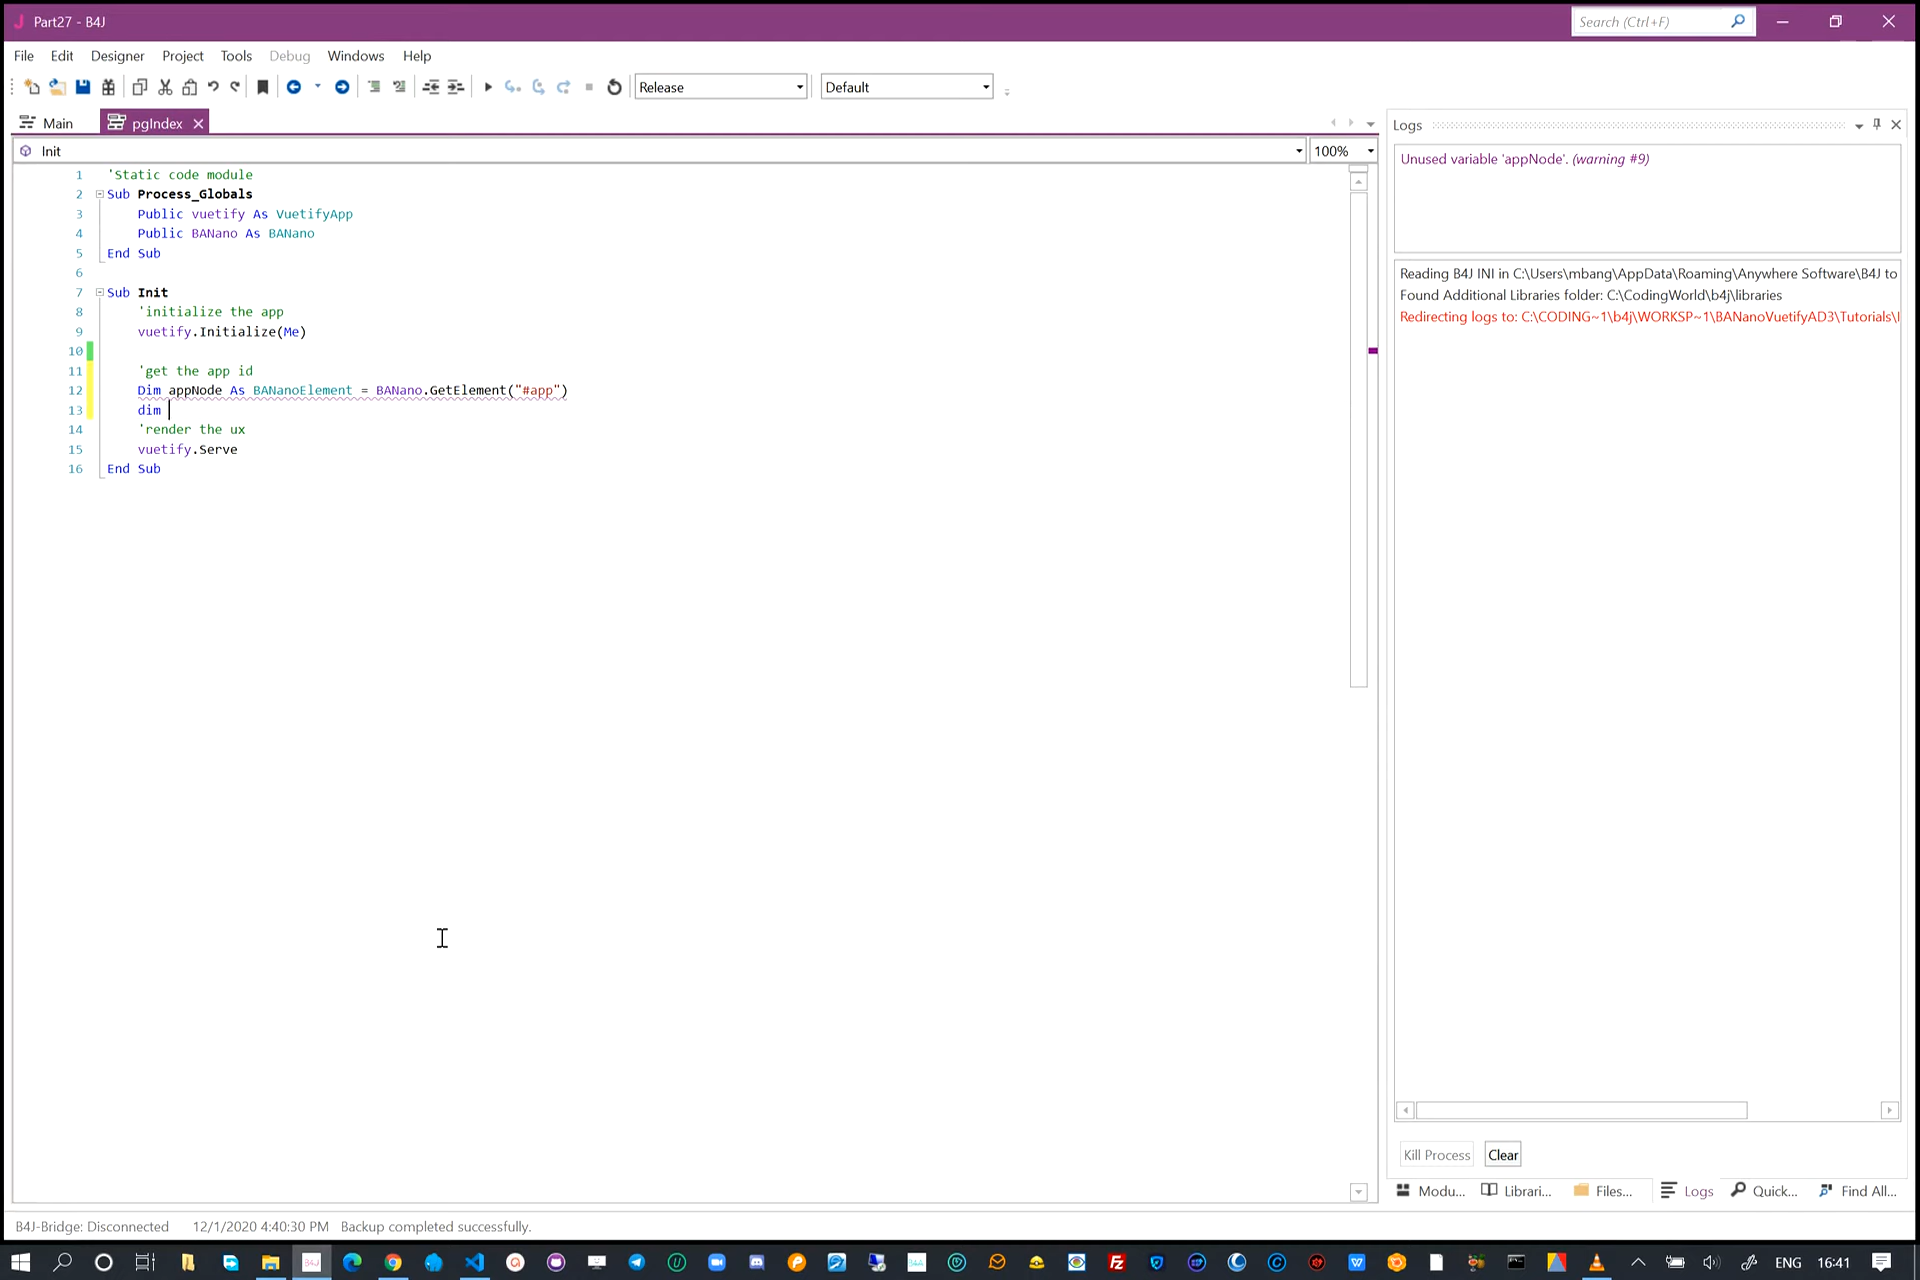 Part27 - B4J
Search (Ctrl+F)
File Edit Designer Project Tools Debug Windows Help
Release Default
Main pgIndex
Init 100%
1 'Static code module
2 Sub Process_Globals
3 Public vuetify As VuetifyApp
4 Public BANano As BANano
5 End Sub
6
7 Sub Init
8 'initialize the app
9 vuetify.Initialize(Me)
10
11 'get the app id
12 Dim appNode As BANanoElement = BANano.GetElement("#app")
13 dim
14 'render the ux
15 vuetify.Serve
16 End Sub
Logs
Unused variable 'appNode'. (warning #9)
Reading B4J INI in C:\Users\mbang\AppData\Roaming\Anywhere Software\B4J to
Found Additional Libraries folder: C:\CodingWorld\b4j\libraries
Redirecting logs to: C:\CODING~1\b4j\WORKSP~1\BANanoVuetifyAD3\Tutorials\
Kill Process Clear
Modu... Librari... Files... Logs Quick... Find All...
B4J-Bridge: Disconnected 12/1/2020 4:40:30 PM Backup completed successfully.
ENG 16:41